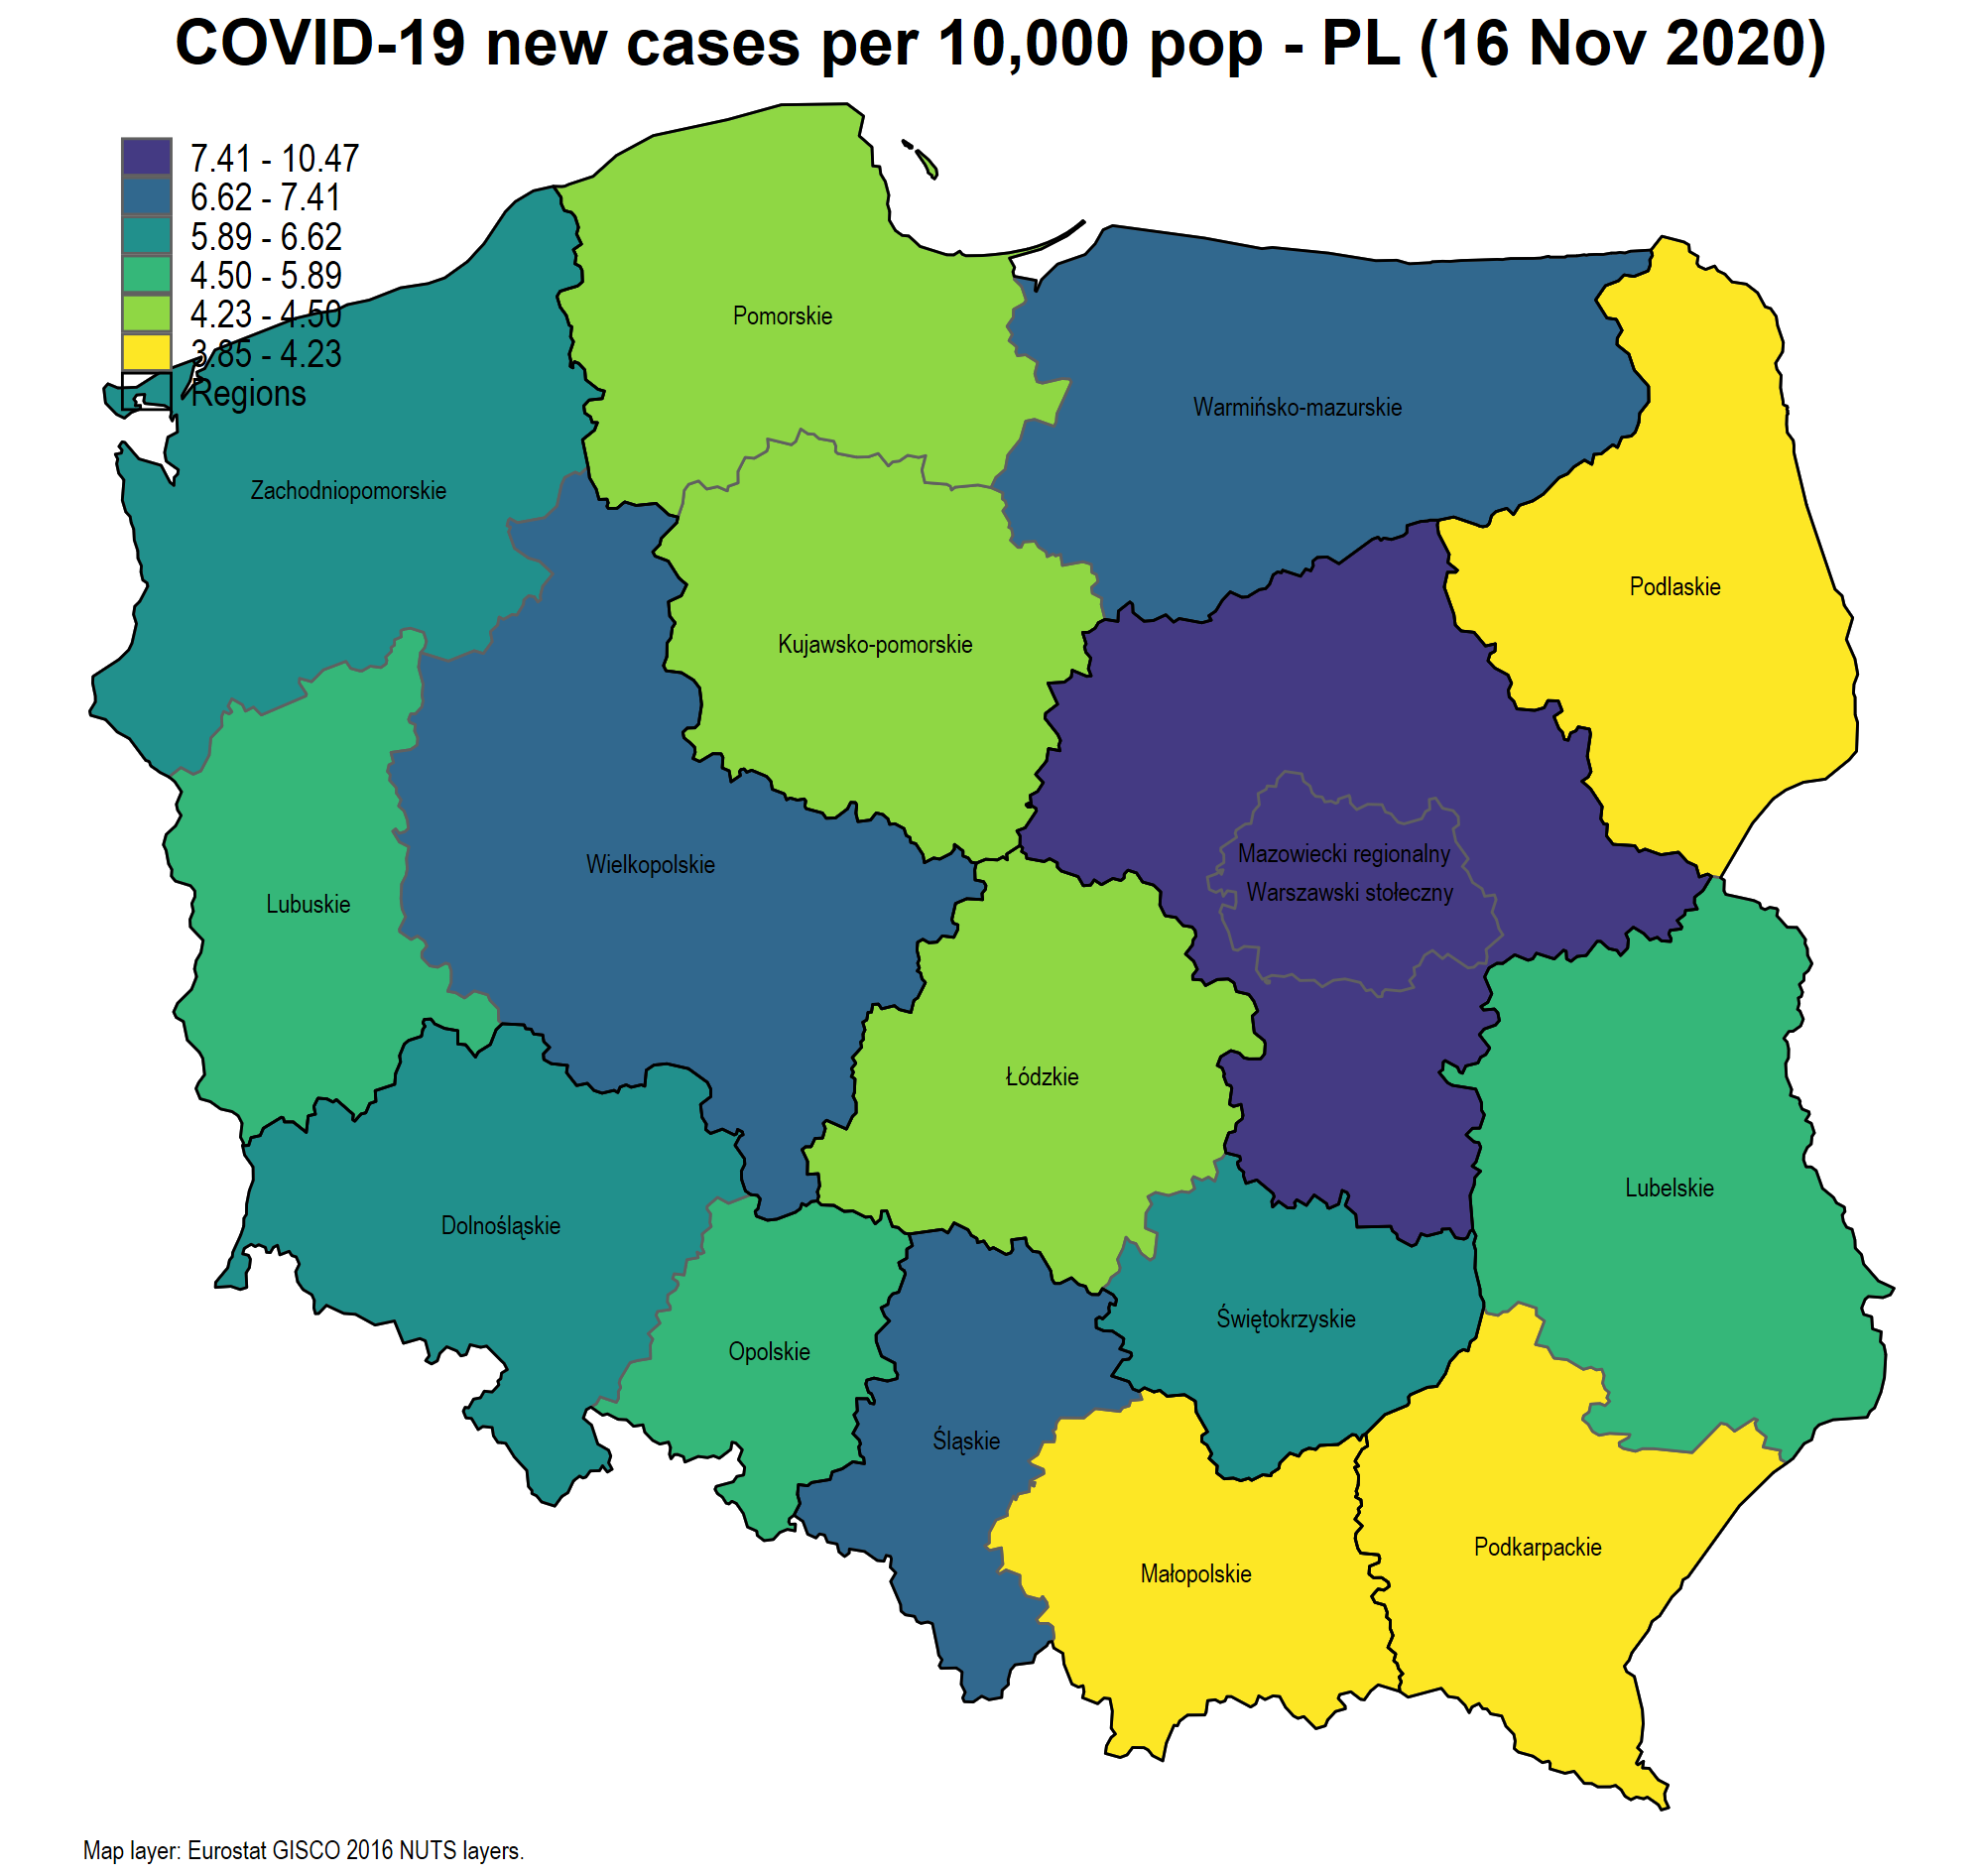 COVID-19 new cases per 10,000 pop - PL (16 Nov 2020)
7.41 - 10.47
6.62 - 7.41
5.89 - 6.62
4.50 - 5.89
4.23 - 4.50
3.85 - 4.23
Regions
Pomorskie
Warmińsko-mazurskie
Zachodniopomorskie
Podlaskie
Kujawsko-pomorskie
Mazowiecki regionalny
Wielkopolskie
Warszawski stołeczny
Lubuskie
Łódzkie
Lubelskie
Dolnośląskie
Świętokrzyskie
Opolskie
Śląskie
Podkarpackie
Małopolskie
Map layer: Eurostat GISCO 2016 NUTS layers.